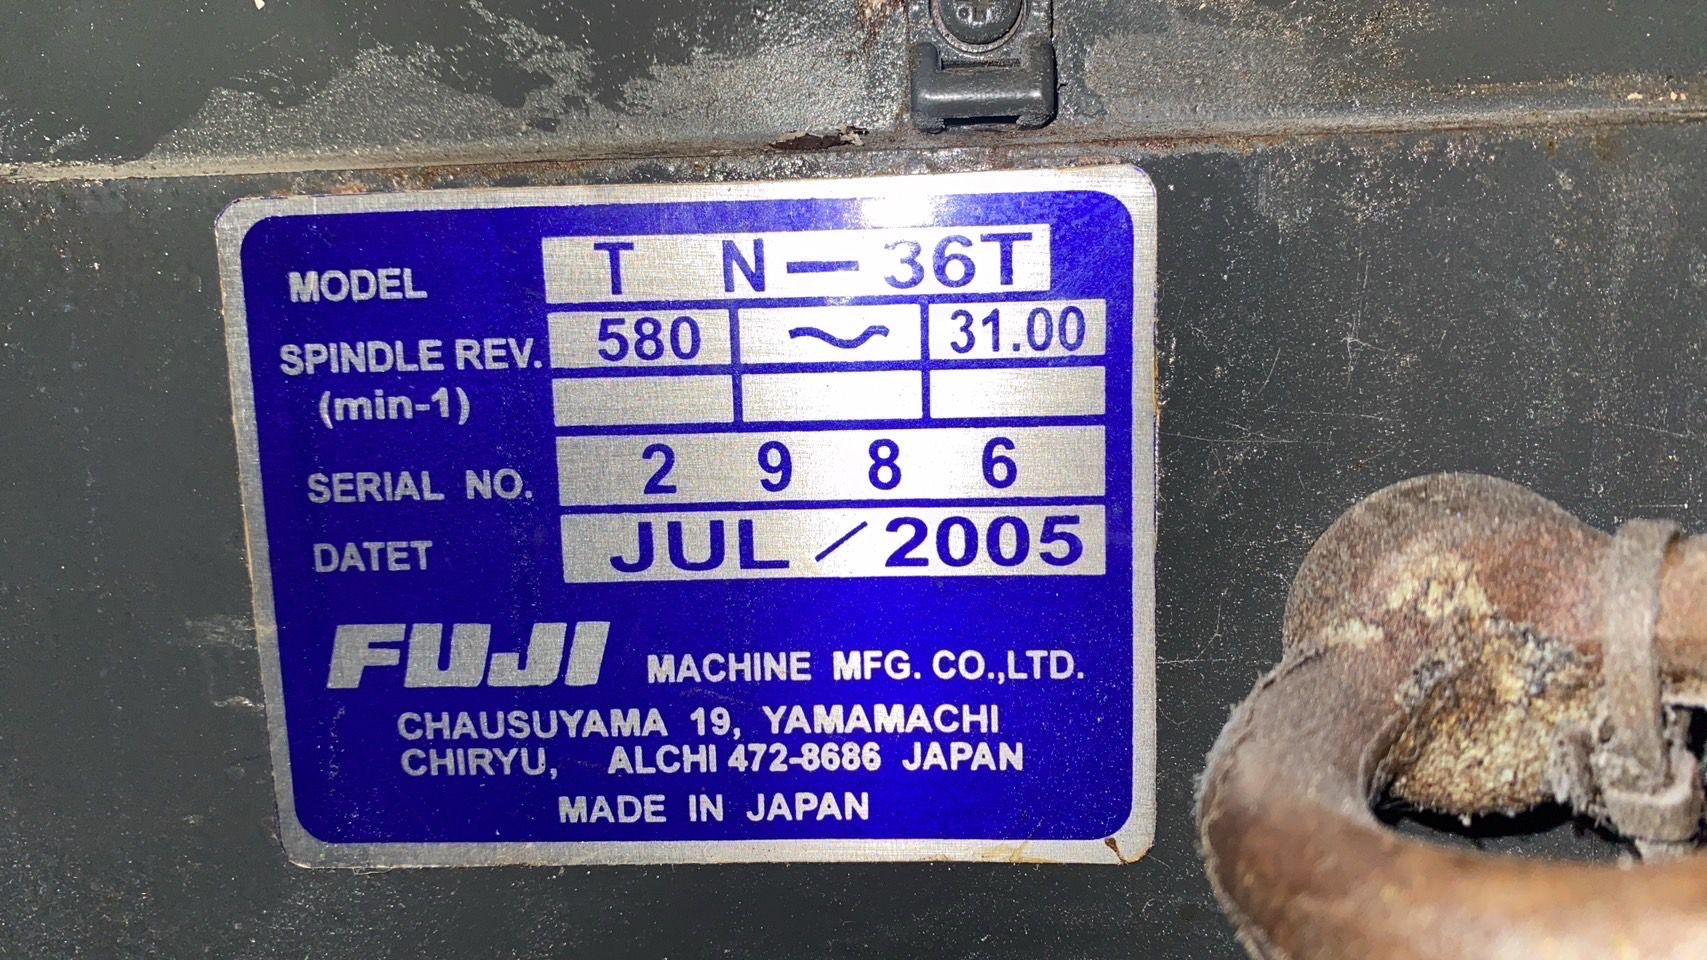 MODEL T N-36T
SPINDLE REV. 580 ~ 31.00
(min-1)
SERIAL NO. 2 9 8 6
DATET JUL/2005
FUJI MACHINE MFG. CO.,LTD.
CHAUSUYAMA 19, YAMAMACHI
CHIRYU, ALCHI 472-8686 JAPAN
MADE IN JAPAN